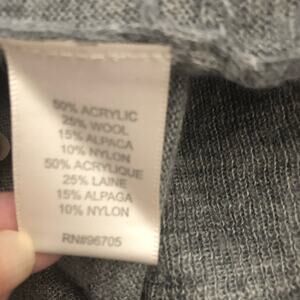 50% ACRYLIC
25% WOOL
15% ALPACA
10% NYLON
50% ACRYLIQUE
25% LAINE
15% ALPAGA
10% NYLON
RN#96705